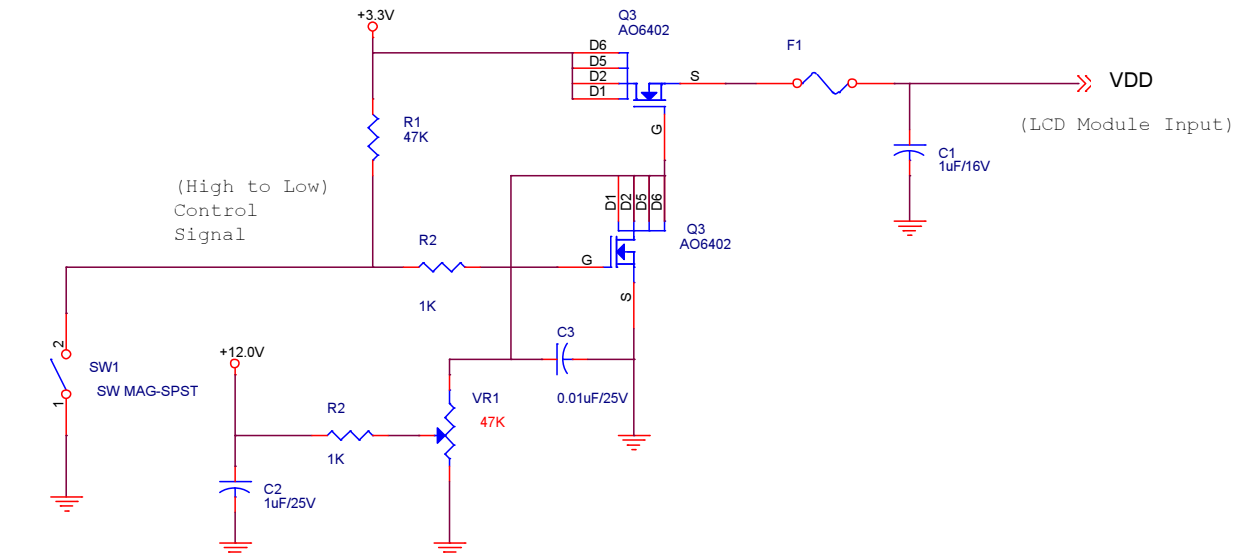 +3.3V
Q3
AO6402
D6
D5
D2
D1
S
G
F1
VDD
(LCD Module Input)
R1
47K
C1
1uF/16V
(High to Low)
Control
Signal
D1
D2
D5
D6
Q3
AO6402
R2
1K
G
S
2
SW1
SW MAG-SPST
1
+12.0V
C3
0.01uF/25V
VR1
47K
R2
1K
C2
1uF/25V